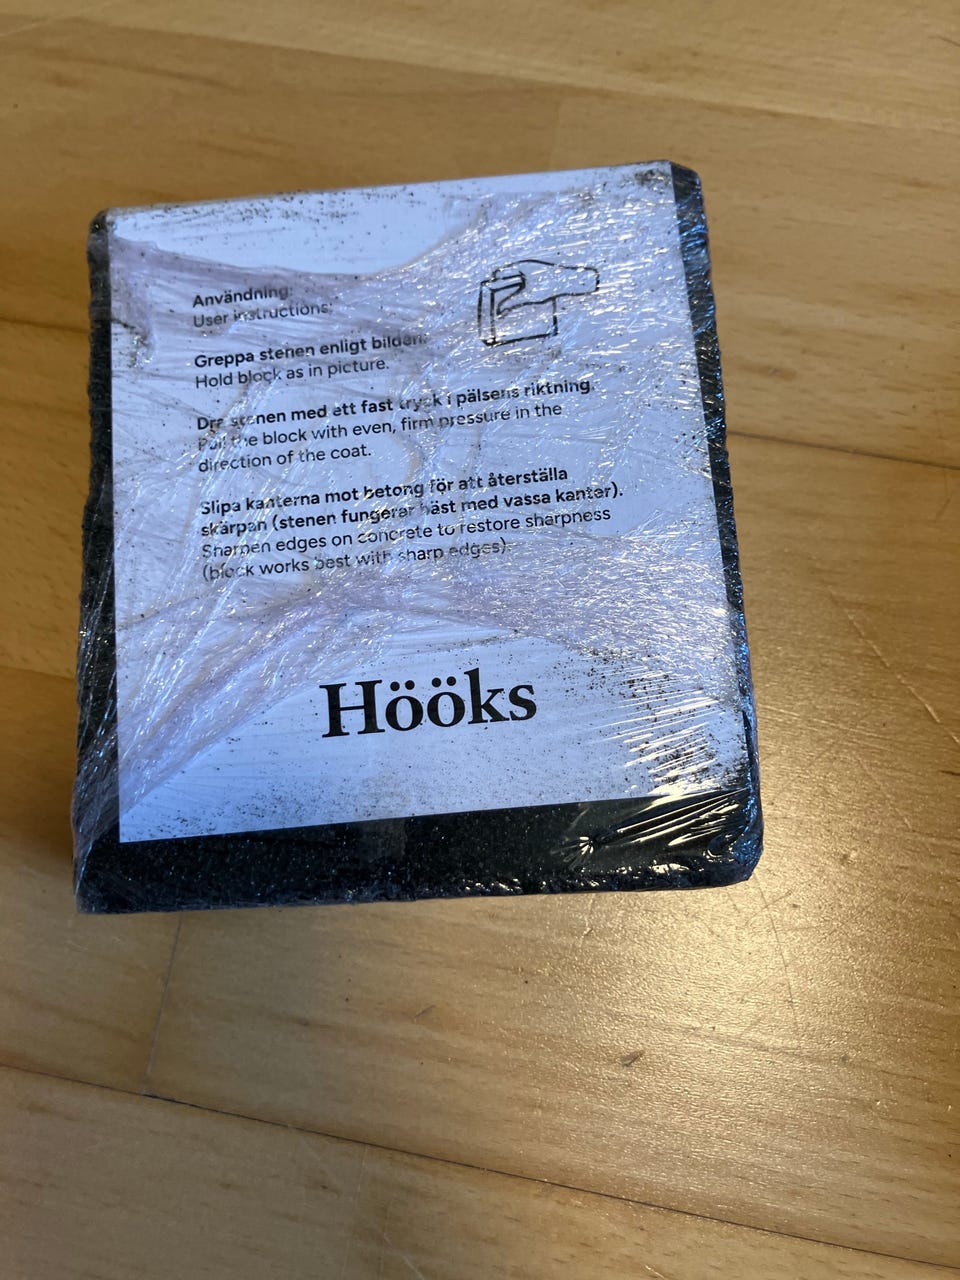 Användning:
User instructions:
Greppa stenen enligt bilden.
Hold block as in picture.
Dra stenen med ett fast tryck i pälsens riktning.
Pull the block with even, firm pressure in the
direction of the coat.
Slipa kanterna mot betong för att återställa
skärpan (stenen fungerar bäst med vassa kanter).
Sharpen edges on concrete to restore sharpness
(block works best with sharp edges).
Hööks